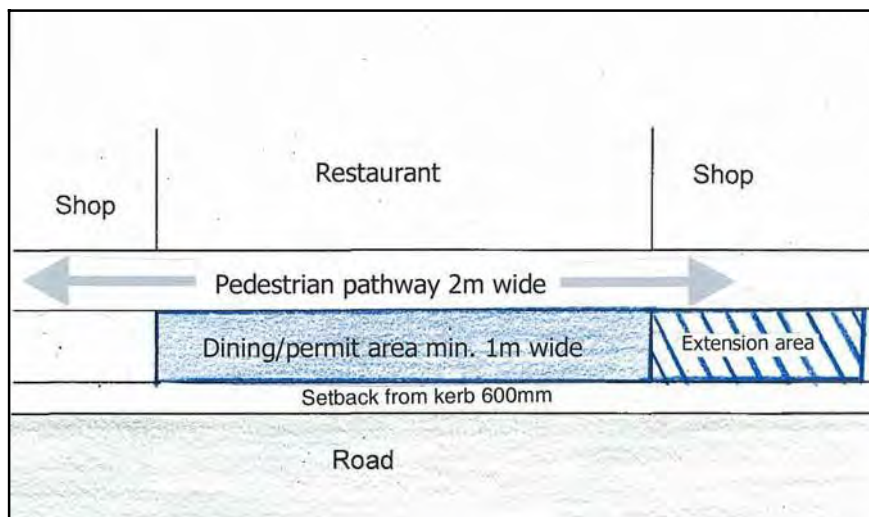 Restaurant
Shop
Shop
Pedestrian pathway 2m wide
Dining/permit area min. 1m wide
Extension area
Setback from kerb 600mm
Road